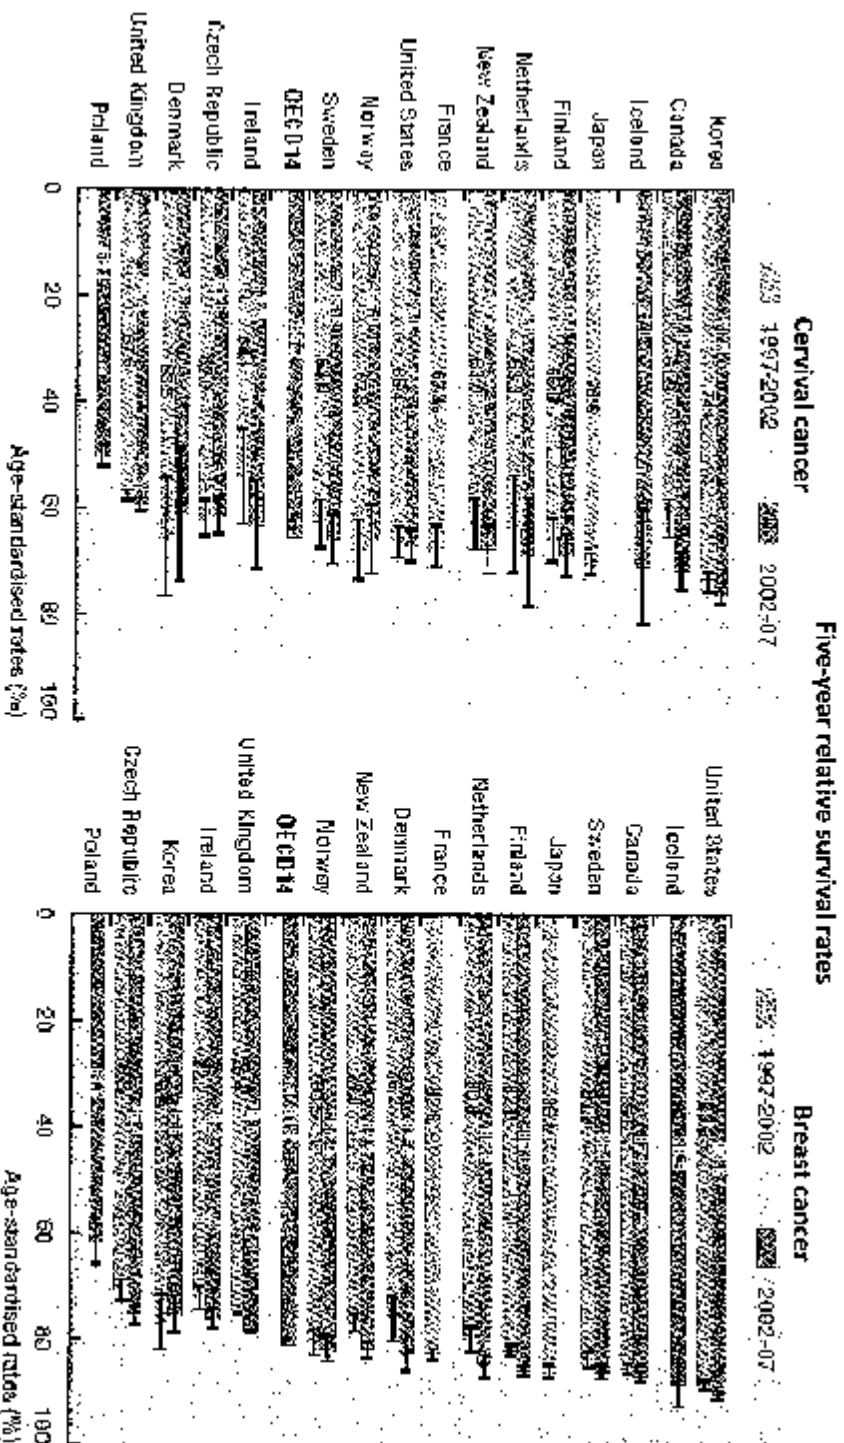 Five-year relative survival rates
Cervical cancer
1997-2002 2002-07
Korea
Canada
Iceland
Japan
Finland
Netherlands
New Zealand
France
United States
Norway
Sweden
OECD14
Ireland
Czech Republic
Denmark
United Kingdom
Poland
0 20 40 60 80 100
Age-standardised rates (%)
Breast cancer
1997-2002 2002-07
United States
Iceland
Canada
Sweden
Japan
Finland
Netherlands
France
Denmark
New Zealand
Norway
OECD14
United Kingdom
Ireland
Korea
Czech Republic
Poland
0 20 40 60 80 100
Age-standardised rates (%)